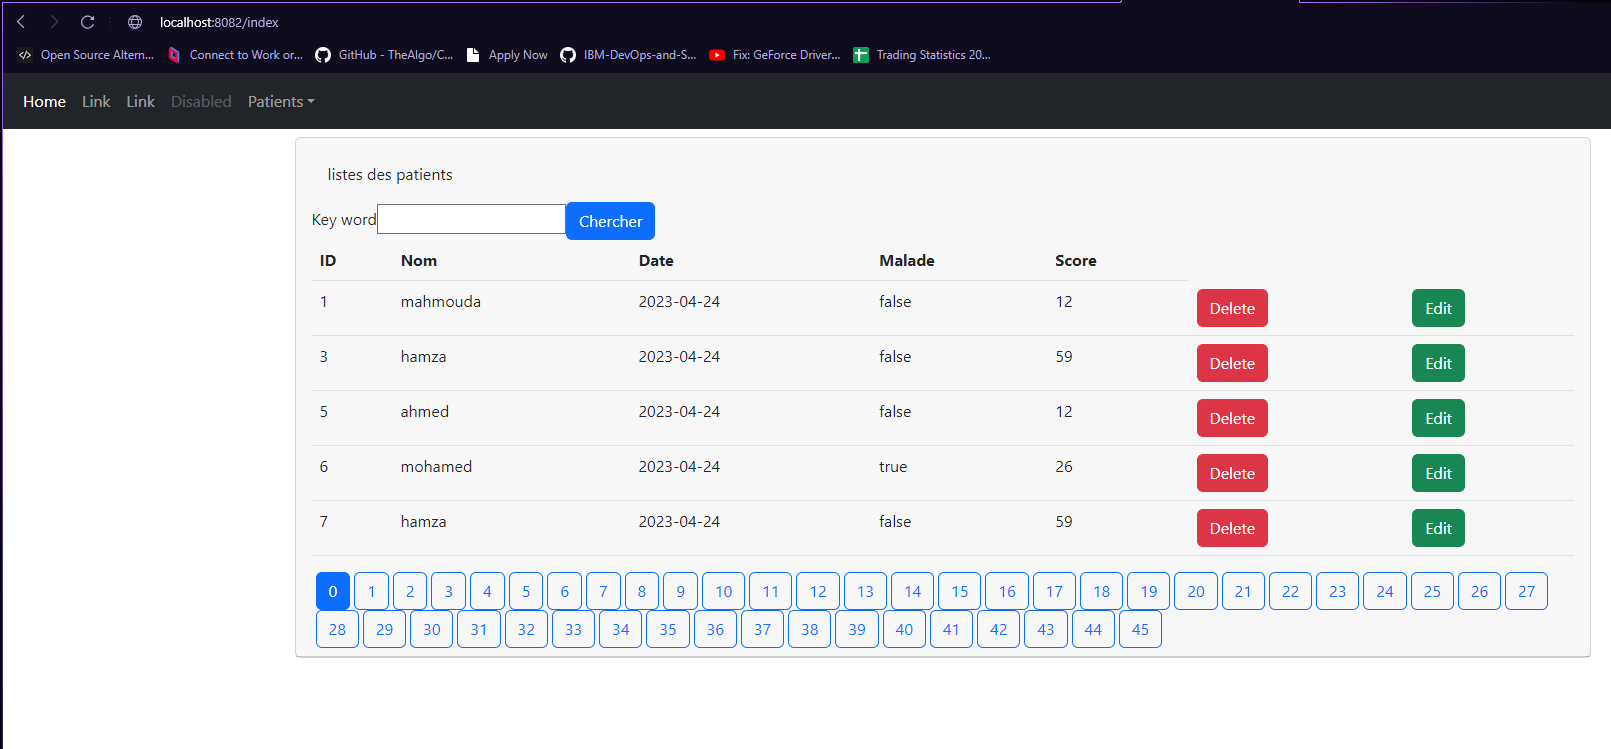 localhost:8082/index
Open Source Altern... Connect to Work or... GitHub - TheAlgo/C... Apply Now IBM-DevOps-and-S... Fix: GeForce Driver... Trading Statistics 20...
Home Link Link Disabled Patients
listes des patients
Key word Chercher
ID Nom Date Malade Score
1 mahmouda 2023-04-24 false 12 Delete Edit
3 hamza 2023-04-24 false 59 Delete Edit
5 ahmed 2023-04-24 false 12 Delete Edit
6 mohamed 2023-04-24 true 26 Delete Edit
7 hamza 2023-04-24 false 59 Delete Edit
0 1 2 3 4 5 6 7 8 9 10 11 12 13 14 15 16 17 18 19 20 21 22 23 24 25 26 27
28 29 30 31 32 33 34 35 36 37 38 39 40 41 42 43 44 45